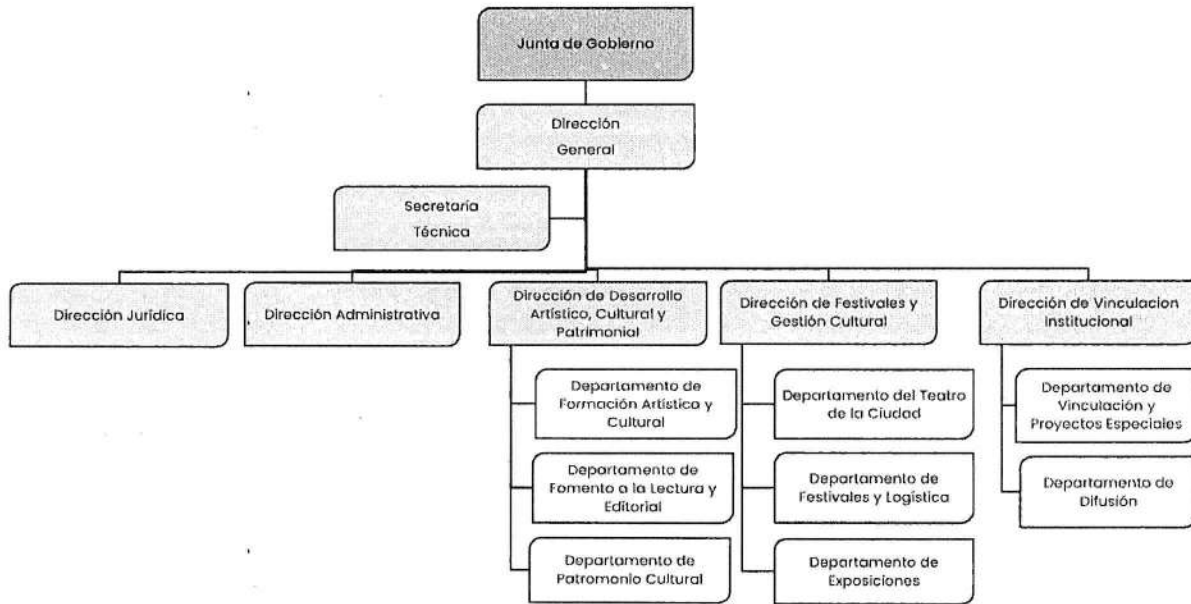 Junta de Gobierno
Dirección
General
Secretaría
Técnica
Dirección Jurídica
Dirección Administrativa
Dirección de Desarrollo
Artístico, Cultural y
Patrimonial
Dirección de Festivales y
Gestión Cultural
Dirección de Vinculacion
Institucional
Departamento de
Formación Artística y
Cultural
Departamento del Teatro
de la Ciudad
Departamento de
Vinculación y
Proyectos Especiales
Departamento de
Fomento a la Lectura y
Editorial
Departamento de
Festivales y Logística
Departamento de
Difusión
Departamento de
Patromonio Cultural
Departamento de
Exposiciones